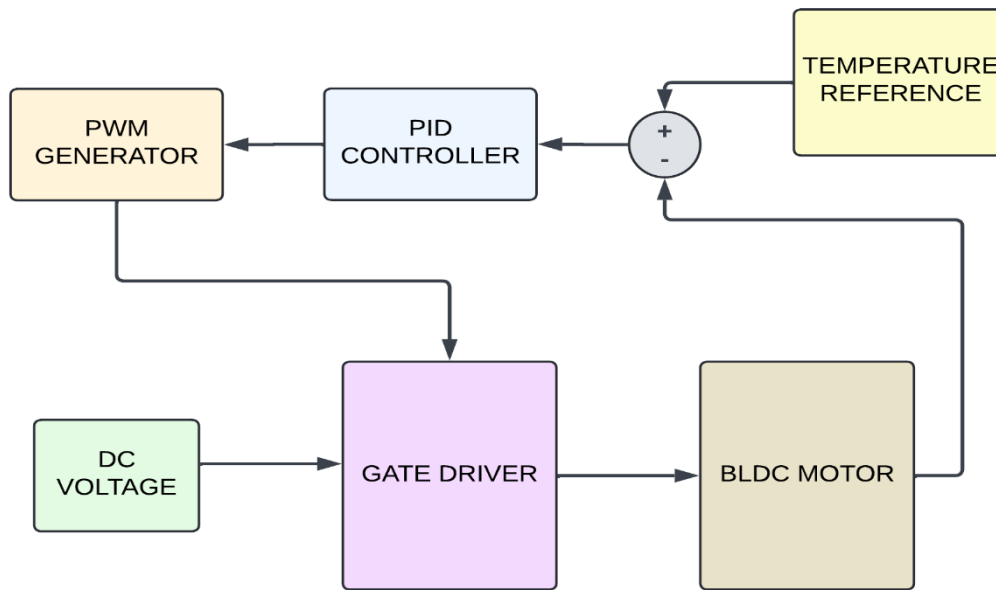 TEMPERATURE
REFERENCE
PWM
GENERATOR
PID
CONTROLLER
+
-
DC
VOLTAGE
GATE DRIVER
BLDC MOTOR